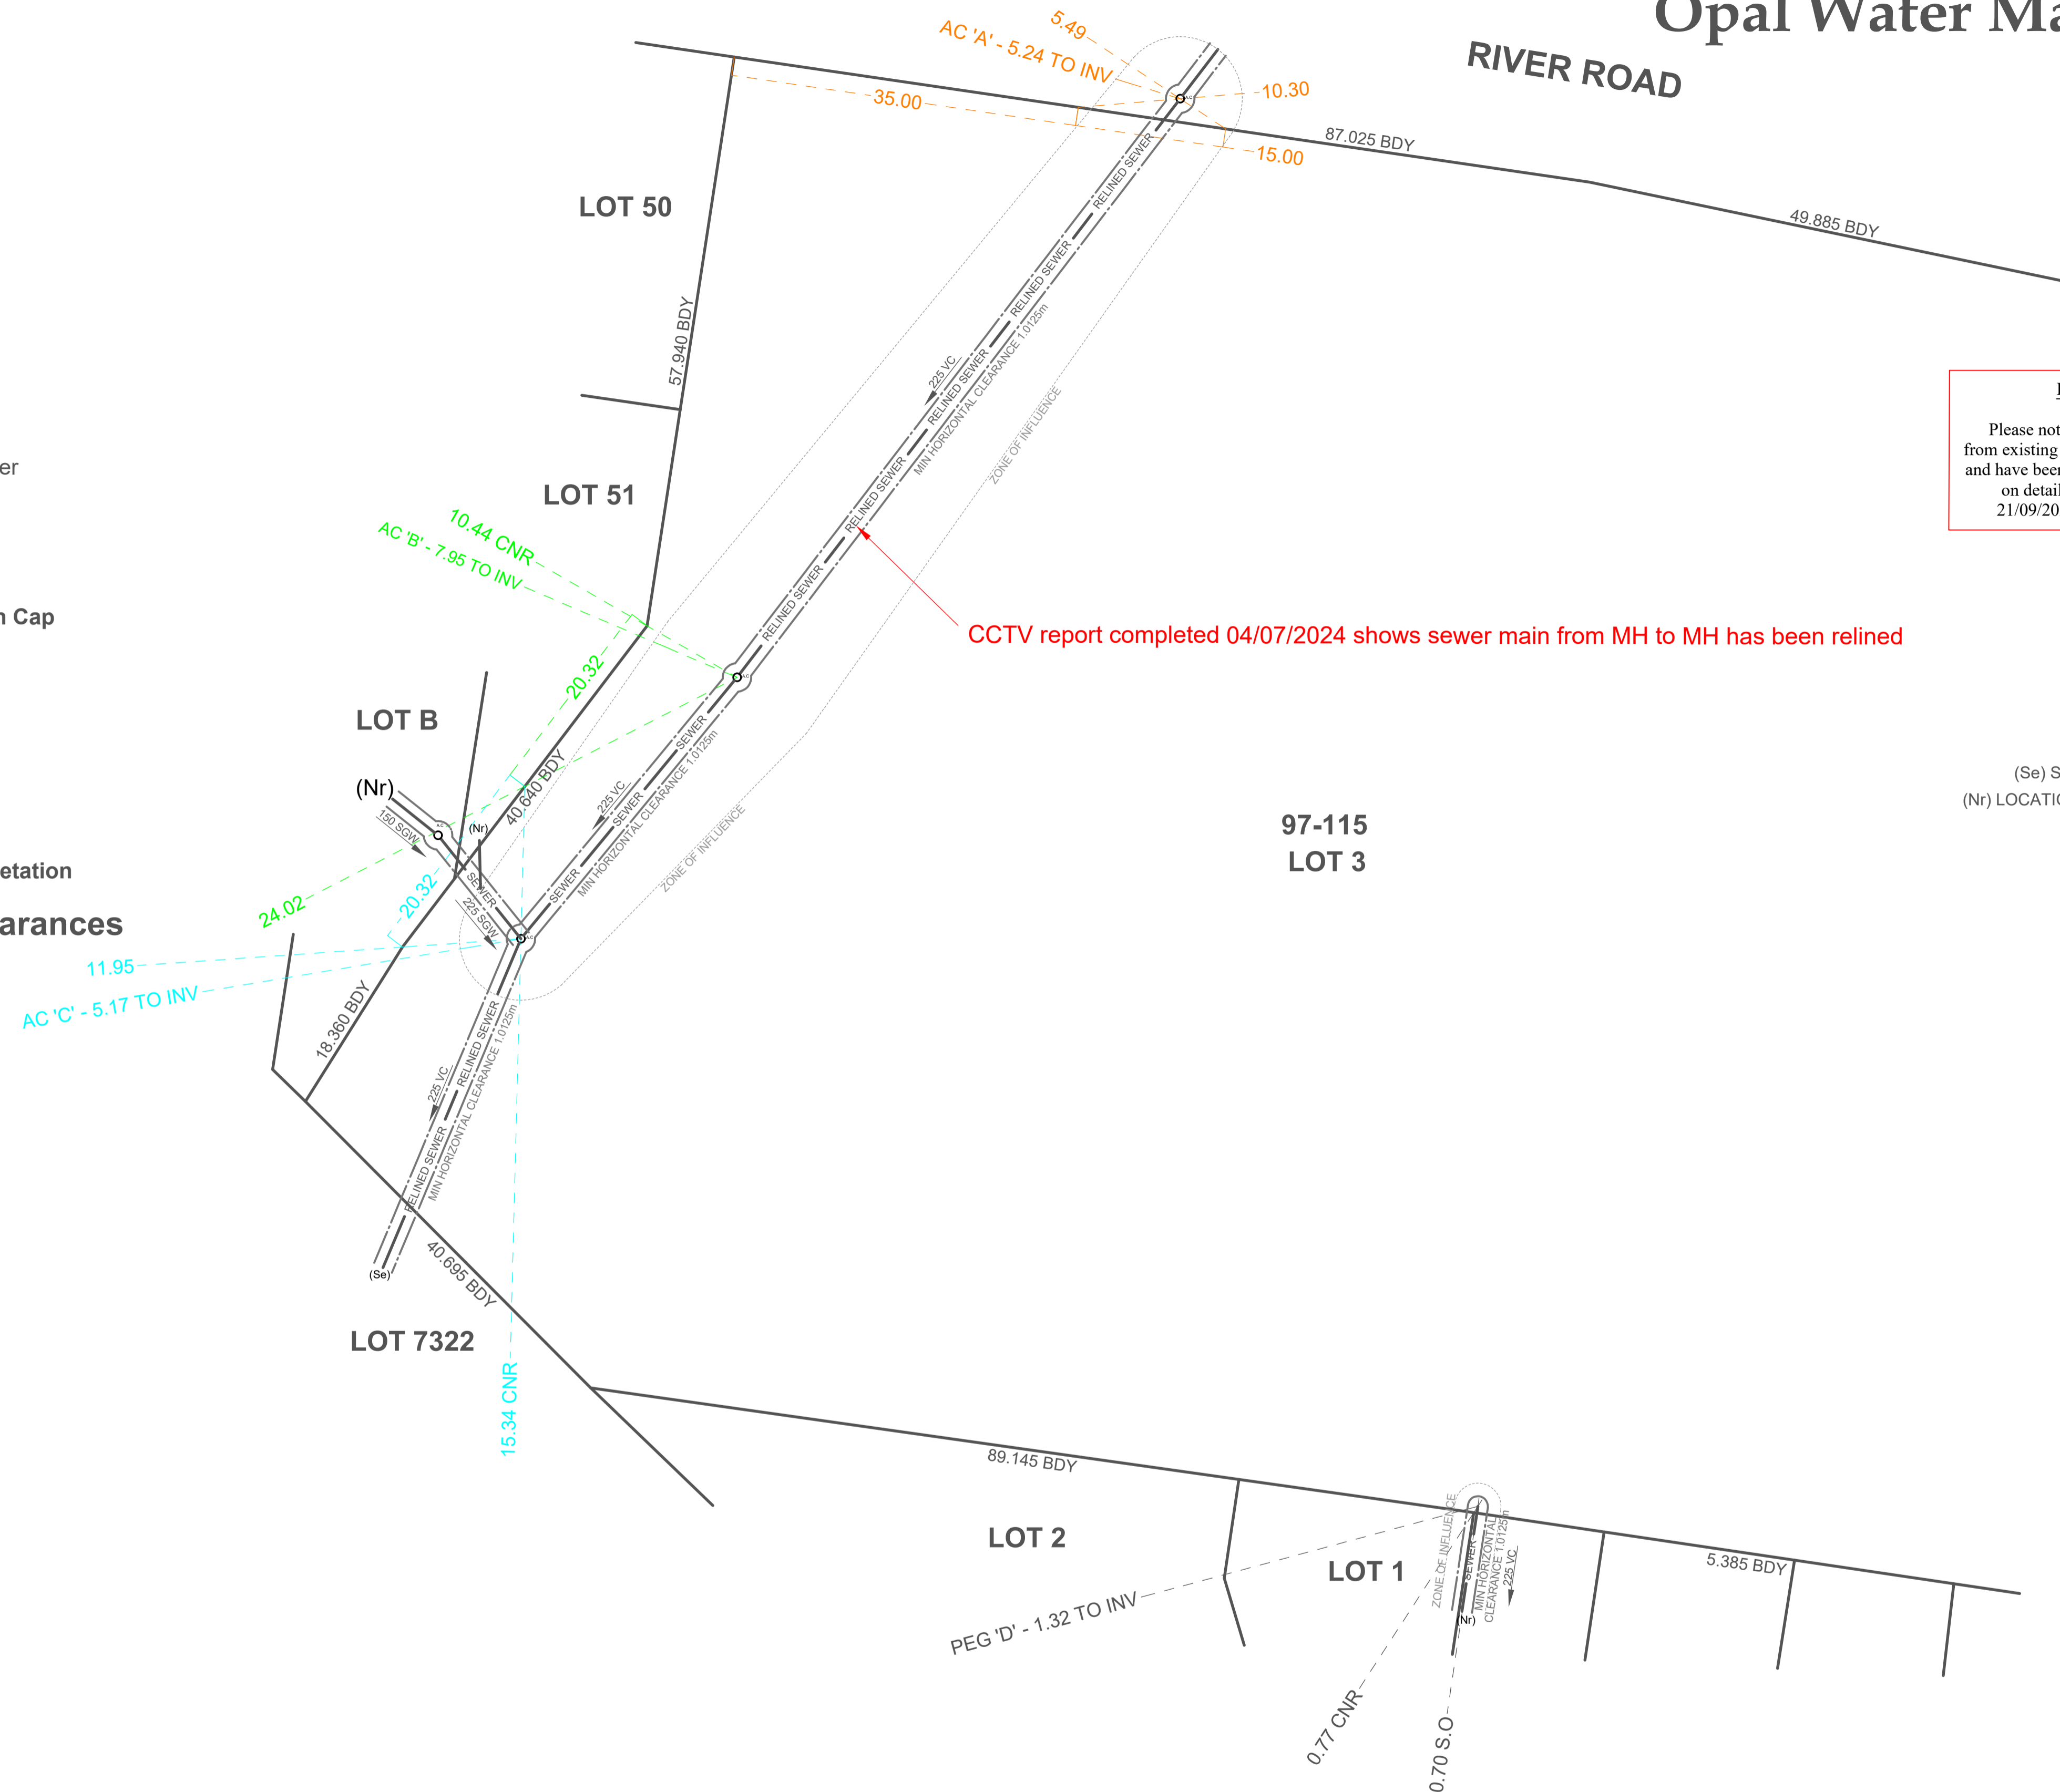 Opal Water Ma
RIVER ROAD
5.49
AC 'A' - 5.24 TO INV
10.30
35.00
15.00
87.025 BDY
49.885 BDY
LOT 50
RELINED SEWER
RELINED SEWER
RELINED SEWER
RELINED SEWER
RELINED SEWER
RELINED SEWER
RELINED SEWER
225 VC
MIN HORIZONTAL CLEARANCE 1.0125m
ZONE OF INFLUENCE
57.940 BDY
Please not
from existing
and have been
on detail
21/09/20
er
LOT 51
10.44 CNR
AC 'B' - 7.95 TO INV
AC
AC
CCTV report completed 04/07/2024 shows sewer main from MH to MH has been relined
n Cap
20.32
LOT B
40.640 BDY
(Nr)
150 SGW
AC
(Nr)
SEWER
225 SGW
SEWER
SEWER
SEWER
225 VC
MIN HORIZONTAL CLEARANCE 1.0125m
ZONE OF INFLUENCE
97-115
LOT 3
(Se) S
(Nr) LOCATIO
etation
arances
24.02
20.32
11.95
AC 'C' - 5.17 TO INV
AC
18.360 BDY
225 VC
RELINED SEWER
RELINED SEWER
MIN HORIZONTAL CLEARANCE 1.0125m
(Se)
40.695 BDY
LOT 7322
15.34 CNR
89.145 BDY
LOT 2
LOT 1
ZONE OF INFLUENCE
SEWER
MIN HORIZONTAL
CLEARANCE 1.0125m
225 VC
(Nr)
5.385 BDY
PEG 'D' - 1.32 TO INV
0.77 CNR
0.70 S.O